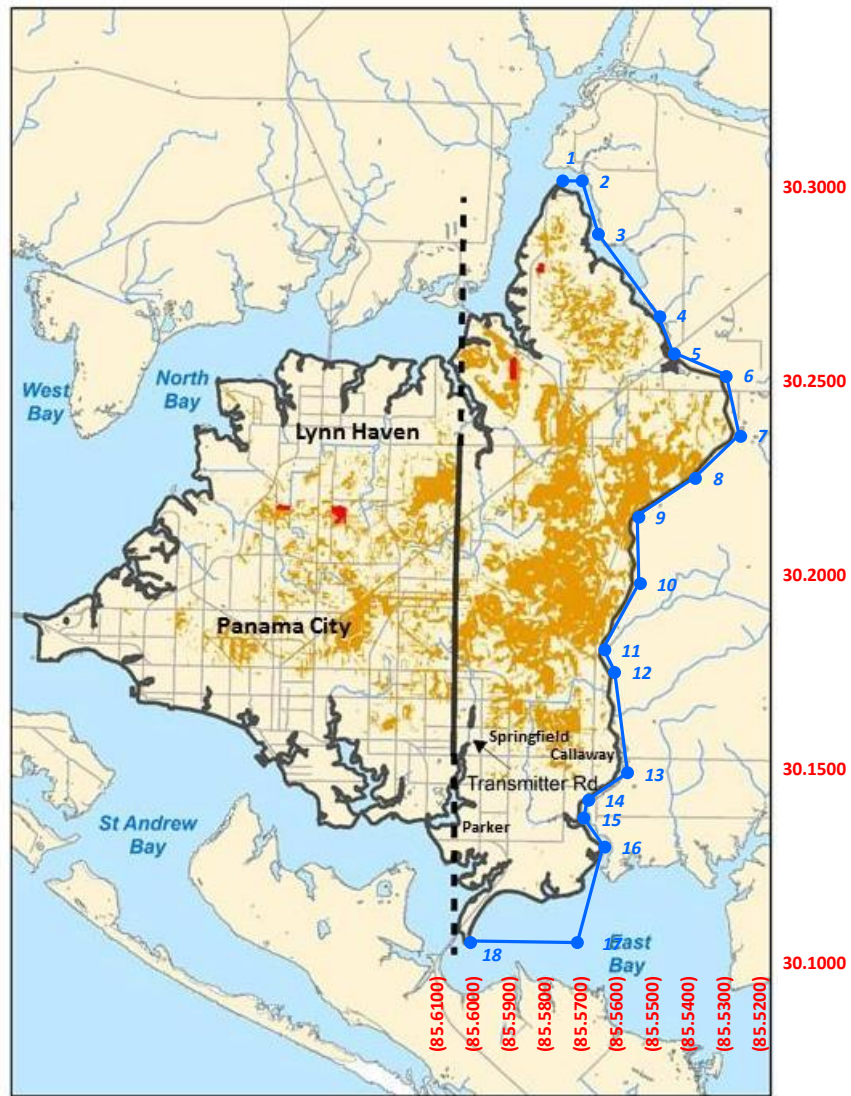 1
2
30.3000
3
4
5
6
30.2500
7
West
Bay
North
Bay
Lynn Haven
8
9
10
30.2000
Panama City
11
12
Springfield
Callaway
13
30.1500
Transmitter Rd
14
15
Parker
St Andrew
Bay
16
17
East
Bay
18
30.1000
(85.6100)
(85.6000)
(85.5900)
(85.5800)
(85.5700)
(85.5600)
(85.5500)
(85.5400)
(85.5300)
(85.5200)